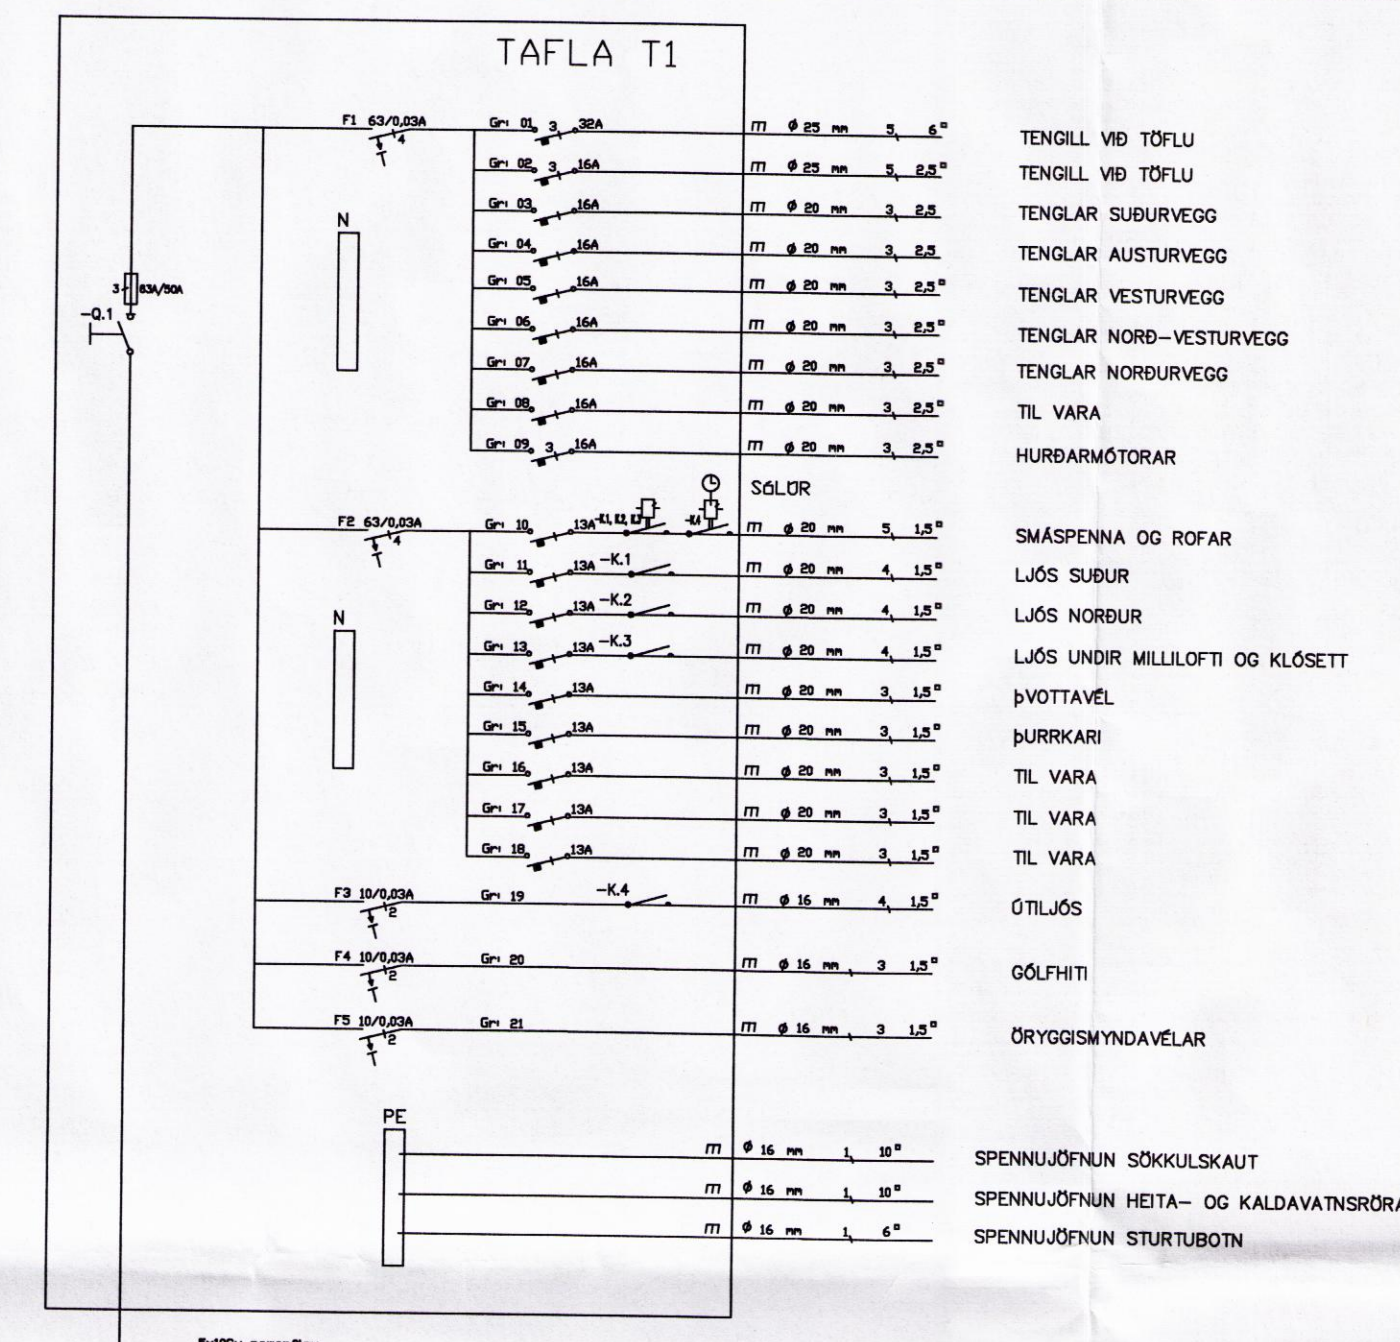 TAFLA T1
F1 63/0,03A 4 Gr: 01 3 32A m ø 25 mm 5, 6▫ TENGILL VIÐ TÖFLU
Gr: 02 3 16A m ø 25 mm 5, 2,5▫ TENGILL VIÐ TÖFLU
Gr: 03 16A m ø 20 mm 3, 2,5 TENGLAR SUÐURVEGG
N
Gr: 04 16A m ø 20 mm 3, 2,5 TENGLAR AUSTURVEGG
Gr: 05 16A m ø 20 mm 3, 2,5▫ TENGLAR VESTURVEGG
3 63A/50A
-Q.1
Gr: 06 16A m ø 20 mm 3, 2,5▫ TENGLAR NORÐ-VESTURVEGG
Gr: 07 16A m ø 20 mm 3, 2,5▫ TENGLAR NORÐURVEGG
Gr: 08 16A m ø 20 mm 3, 2,5▫ TIL VARA
Gr: 09 3 16A m ø 20 mm 3, 2,5▫ HURÐARMÓTORAR
SÓLÚR
F2 63/0,03A 4 Gr: 10 13A -K1, K2, K3 -K4 m ø 20 mm 5, 1,5▫ SMÁSPENNA OG ROFAR
Gr: 11 13A -K.1 m ø 20 mm 4, 1,5▫ LJÓS SUÐUR
Gr: 12 13A -K.2 m ø 20 mm 4, 1,5▫ LJÓS NORÐUR
N
Gr: 13 13A -K.3 m ø 20 mm 4, 1,5▫ LJÓS UNDIR MILLILOFTI OG KLÓSETT
Gr: 14 13A m ø 20 mm 3, 1,5▫ ÞVOTTAVÉL
Gr: 15 13A m ø 20 mm 3, 1,5▫ ÞURRKARI
Gr: 16 13A m ø 20 mm 3, 1,5▫ TIL VARA
Gr: 17 13A m ø 20 mm 3, 1,5▫ TIL VARA
Gr: 18 13A m ø 20 mm 3, 1,5▫ TIL VARA
F3 10/0,03A 2 Gr: 19 -K.4 m ø 16 mm 4, 1,5▫ ÚTILJÓS
F4 10/0,03A 2 Gr: 20 m ø 16 mm, 3 1,5▫ GÓLFHITI
F5 10/0,03A 2 Gr: 21 m ø 16 mm, 3 1,5▫ ÖRYGGISMYNDAVÉLAR
PE
m ø 16 mm 1, 10▫ SPENNUJÖFNUN SÖKKULSKAUT
m ø 16 mm 1, 10▫ SPENNUJÖFNUN HEITA- OG KALDAVATNSRÖRA
m ø 16 mm 1, 6▫ SPENNUJÖFNUN STURTUBOTN